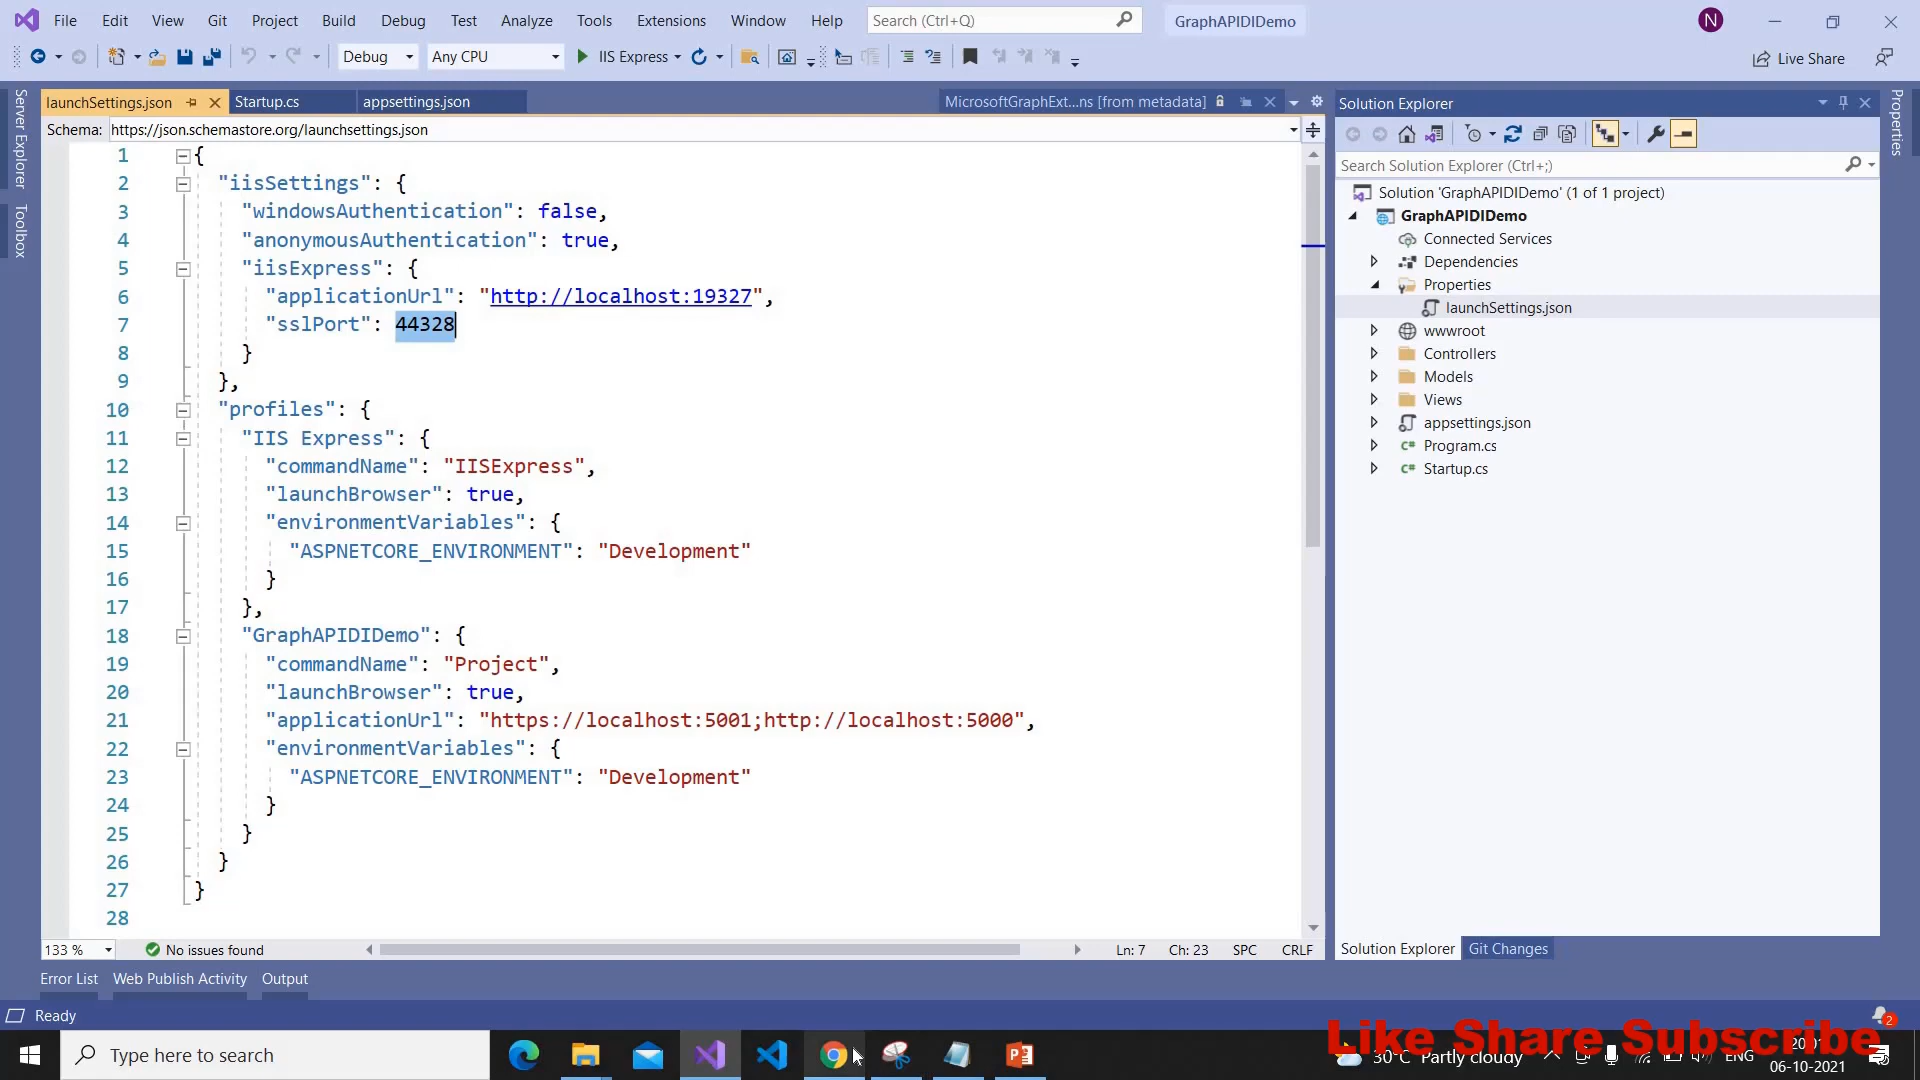 File Edit View Git Project Build Debug Test Analyze Tools Extensions Window Help Search (Ctrl+Q) GraphAPIDIDemo N
Debug Any CPU IIS Express Live Share
launchSettings.json Startup.cs appsettings.json MicrosoftGraphExt...ns [from metadata]
Schema: https://json.schemastore.org/launchsettings.json
1 {
2 "iisSettings": {
3 "windowsAuthentication": false,
4 "anonymousAuthentication": true,
5 "iisExpress": {
6 "applicationUrl": "http://localhost:19327",
7 "sslPort": 44328
8 }
9 },
10 "profiles": {
11 "IIS Express": {
12 "commandName": "IISExpress",
13 "launchBrowser": true,
14 "environmentVariables": {
15 "ASPNETCORE_ENVIRONMENT": "Development"
16 }
17 },
18 "GraphAPIDIDemo": {
19 "commandName": "Project",
20 "launchBrowser": true,
21 "applicationUrl": "https://localhost:5001;http://localhost:5000",
22 "environmentVariables": {
23 "ASPNETCORE_ENVIRONMENT": "Development"
24 }
25 }
26 }
27 }
28
133 % No issues found Ln: 7 Ch: 23 SPC CRLF
Error List Web Publish Activity Output
Ready
Server Explorer
Toolbox
Solution Explorer
Search Solution Explorer (Ctrl+;)
Solution 'GraphAPIDIDemo' (1 of 1 project)
GraphAPIDIDemo
Connected Services
Dependencies
Properties
launchSettings.json
wwwroot
Controllers
Models
Views
appsettings.json
C# Program.cs
C# Startup.cs
Solution Explorer Git Changes
Properties
2
Type here to search
Like Share Subscribe
30°C Partly cloudy ENG
06-10-2021